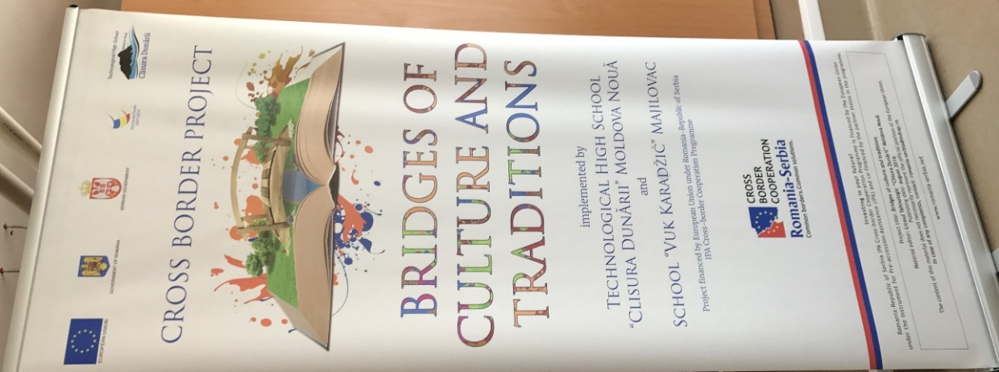 EUROPEAN UNION
GOVERNMENT OF ROMANIA
SERBIAN GOVERNMENT
Technological High School
Clisura Dunării
CROSS BORDER PROJECT
BRIDGES OF
CULTURE AND
TRADITIONS
implemented by
TECHNOLOGICAL HIGH SCHOOL
"CLISURA DUNĂRII" MOLDOVA NOUĂ
and
SCHOOL "VUK KARADŽIĆ" MAJILOVAC
Project financed by European Union under Romania-Republic of Serbia
IPA Cross-border Cooperation Programme
CROSS
BORDER
COOPERATION
Romania-Serbia
Common borders. Common solutions.
Investing in your future!
Romania-Republic of Serbia IPA Cross-border Cooperation Programme is financed by the European Union
under the Instrument for Pre-accession Assistance (IPA) and co-financed by the partner states in the programme.
Project title: Bridges of culture and traditions
Material editor: Liceul Tehnologic "Clisura Dunării" Moldova Nouă
The content of this material does not necessarily represent the official position of the European Union.
In case of any complaints, contact: romania-serbia@mdrap.ro
www.romania-serbia.net